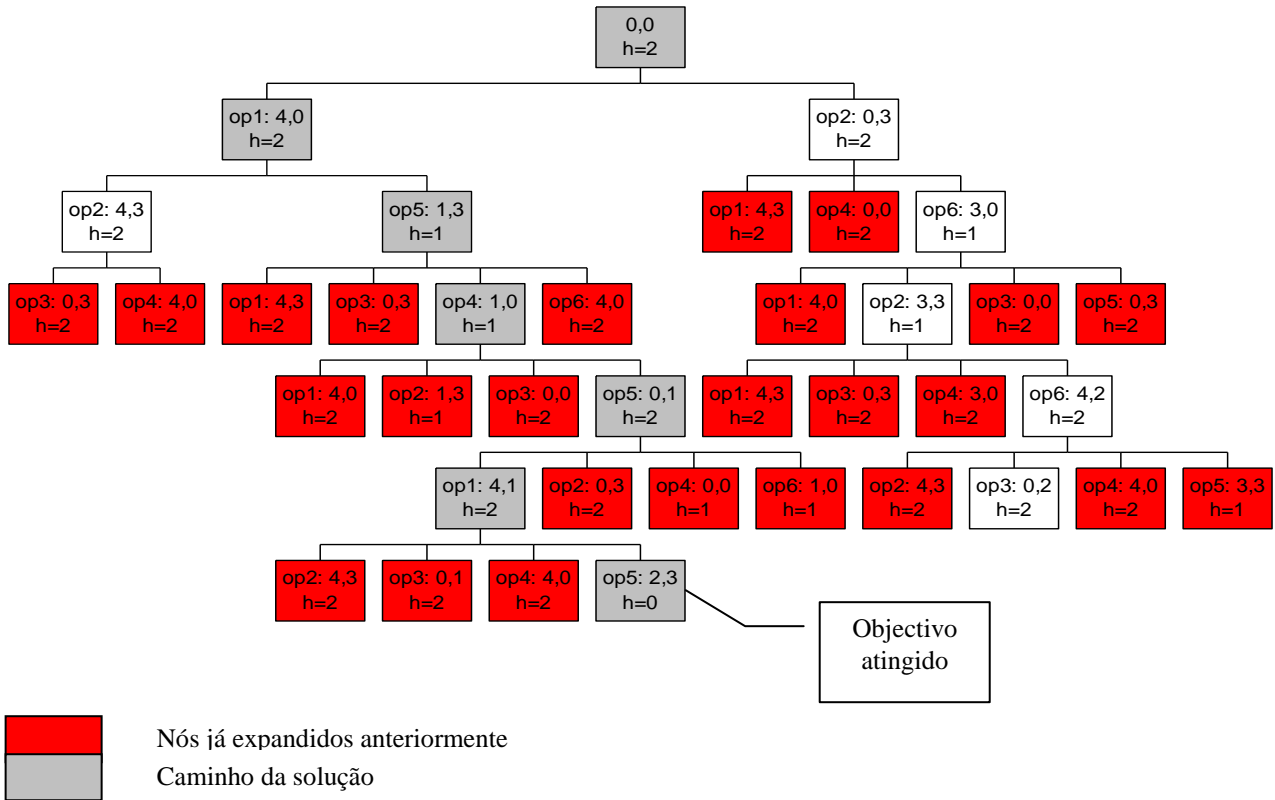 0,0
h=2
op1: 4,0
h=2
op2: 0,3
h=2
op2: 4,3
h=2
op5: 1,3
h=1
op1: 4,3
h=2
op4: 0,0
h=2
op6: 3,0
h=1
op3: 0,3
h=2
op4: 4,0
h=2
op1: 4,3
h=2
op3: 0,3
h=2
op4: 1,0
h=1
op6: 4,0
h=2
op1: 4,0
h=2
op2: 3,3
h=1
op3: 0,0
h=2
op5: 0,3
h=2
op1: 4,0
h=2
op2: 1,3
h=1
op3: 0,0
h=2
op5: 0,1
h=2
op1: 4,3
h=2
op3: 0,3
h=2
op4: 3,0
h=2
op6: 4,2
h=2
op1: 4,1
h=2
op2: 0,3
h=2
op4: 0,0
h=1
op6: 1,0
h=1
op2: 4,3
h=2
op3: 0,2
h=2
op4: 4,0
h=2
op5: 3,3
h=1
op2: 4,3
h=2
op3: 0,1
h=2
op4: 4,0
h=2
op5: 2,3
h=0
Objectivo
atingido
Nós já expandidos anteriormente
Caminho da solução